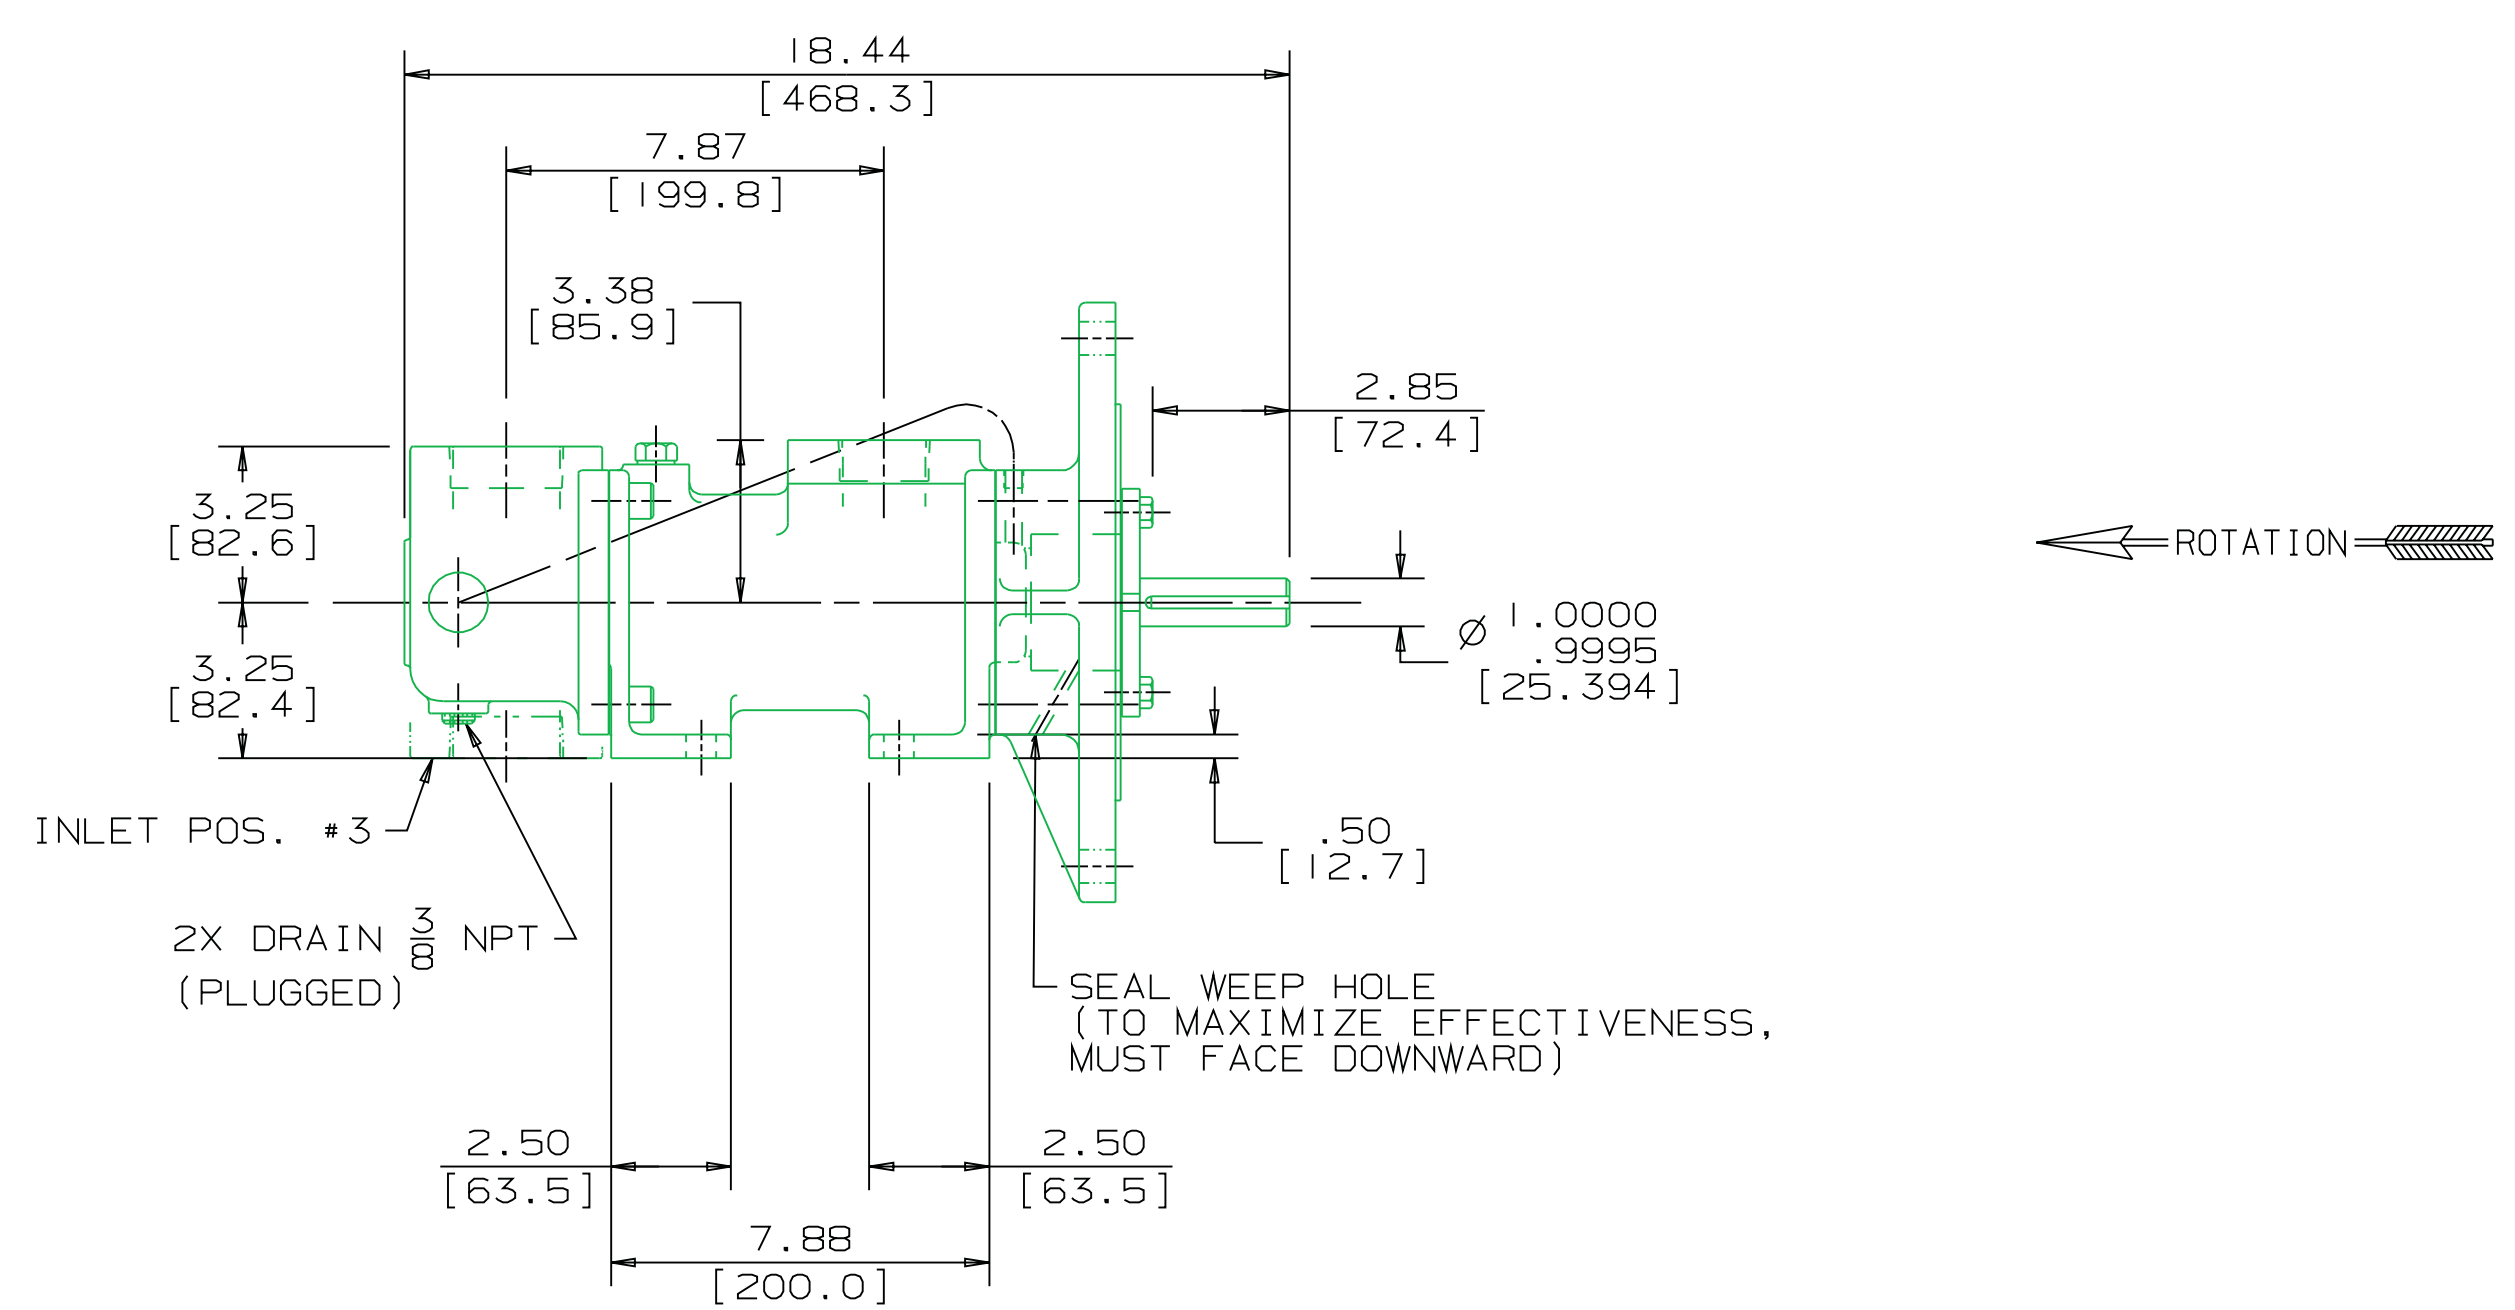 18.44
[468.3]
7.87
[199.8]
3.38
[85.9]
2.85
[72.4]
3.25
[82.6]
ROTATION
Ø 1.0000
.9995
[25.394]
3.25
[82.4]
INLET POS. #3
.50
[12.7]
2X DRAIN 3/8 NPT
(PLUGGED)
SEAL WEEP HOLE
(TO MAXIMIZE EFFECTIVENESS,
MUST FACE DOWNWARD)
2.50
[63.5]
2.50
[63.5]
7.88
[200.0]